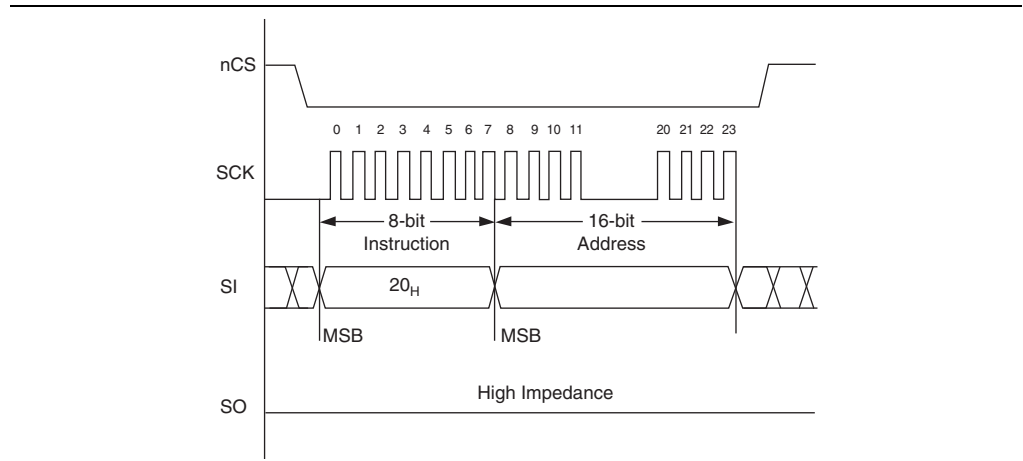 nCS
0 1 2 3 4 5 6 7 8 9 10 11 20 21 22 23
SCK
8-bit 16-bit
Instruction Address
SI 20H
MSB MSB
High Impedance
SO